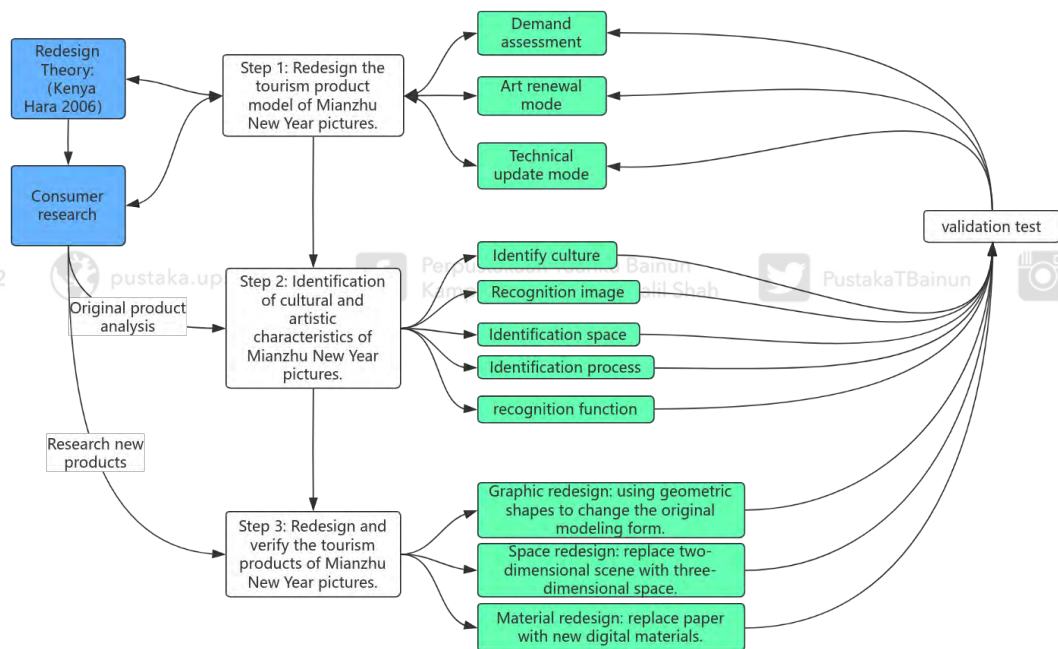 Redesign
Theory:
(Kenya
Hara 2006)
Consumer
research
Original product
analysis
Research new
products
Step 1: Redesign the
tourism product
model of Mianzhu
New Year pictures.
Step 2: Identification
of cultural and
artistic
characteristics of
Mianzhu New Year
pictures.
Step 3: Redesign and
verify the tourism
products of Mianzhu
New Year pictures.
Demand
assessment
Art renewal
mode
Technical
update mode
Identify culture
Recognition image
Identification space
Identification process
recognition function
Graphic redesign: using geometric
shapes to change the original
modeling form.
Space redesign: replace two-
dimensional scene with three-
dimensional space.
Material redesign: replace paper
with new digital materials.
validation test
2
pustaka.up
Bainun
Shah
PustakaTBainun